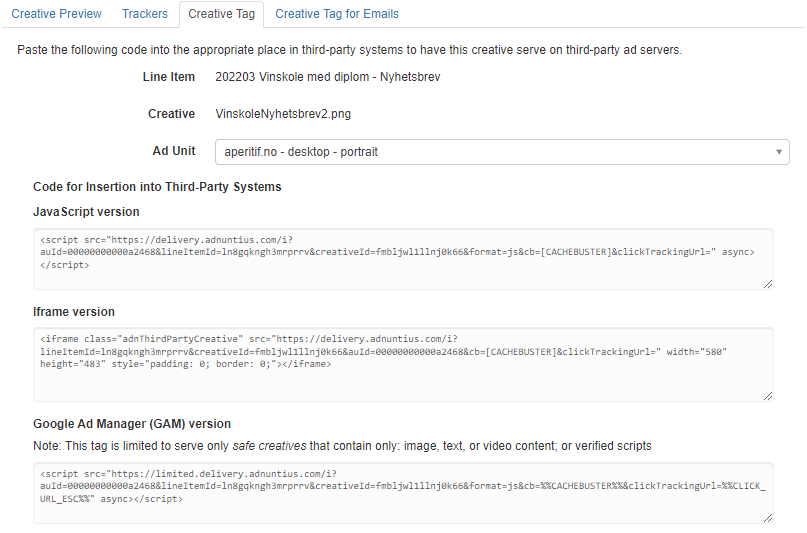 Creative Preview Trackers Creative Tag Creative Tag for Emails
Paste the following code into the appropriate place in third-party systems to have this creative serve on third-party ad servers.
Line Item 202203 Vinskole med diplom - Nyhetsbrev
Creative VinskoleNyhetsbrev2.png
Ad Unit aperitif.no - desktop - portrait
Code for Insertion into Third-Party Systems
JavaScript version
<script src="https://delivery.adnuntius.com/i?
auId=00000000000a2468&lineItemId=ln8gqkngh3mrprrv&creativeId=fmbljwl1llnj0k66&format=js&cb=[CACHEBUSTER]&clickTrackingUrl=" async>
</script>
Iframe version
<iframe class="adnThirdPartyCreative" src="https://delivery.adnuntius.com/i?
lineItemId=ln8gqkngh3mrprrv&creativeId=fmbljwl1llnj0k66&auId=00000000000a2468&cb=[CACHEBUSTER]&clickTrackingUrl=" width="580"
height="483" style="padding: 0; border: 0;"></iframe>
Google Ad Manager (GAM) version
Note: This tag is limited to serve only safe creatives that contain only: image, text, or video content; or verified scripts
<script src="https://limited.delivery.adnuntius.com/i?
auId=00000000000a2468&lineItemId=ln8gqkngh3mrprrv&creativeId=fmbljwl1llnj0k66&format=js&cb=%%CACHEBUSTER%%&clickTrackingUrl=%%CLICK_
URL_ESC%%" async></script>